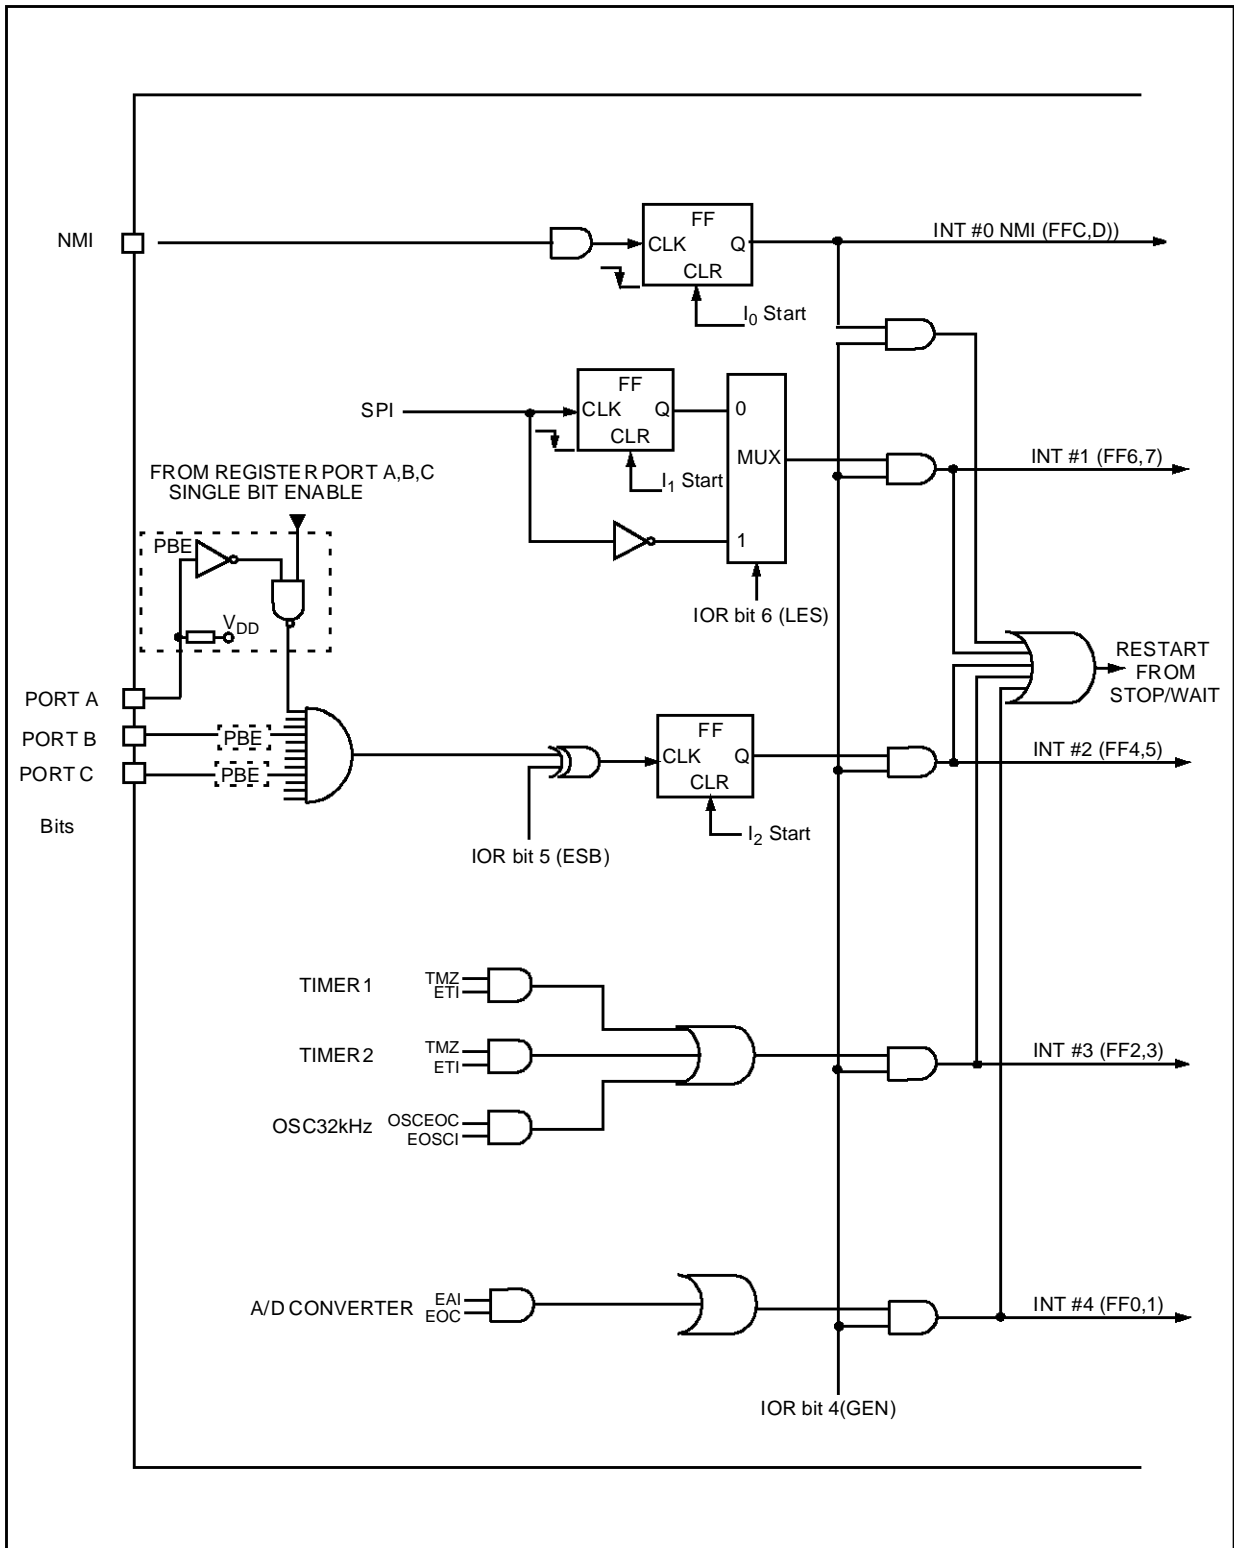 NMI
FF
CLK
Q
CLR
I0 Start
INT #0 NMI (FFC,D))
SPI
FF
CLK
Q
CLR
I1 Start
0
MUX
1
IOR bit 6 (LES)
INT #1 (FF6,7)
FROM REGISTER PORT A,B,C
SINGLE BIT ENABLE
PBE
VDD
PORT A
PORT B
PBE
PORT C
PBE
Bits
IOR bit 5 (ESB)
FF
CLK
Q
CLR
I2 Start
RESTART
FROM
STOP/WAIT
INT #2 (FF4,5)
TIMER1
TMZ
ETI
TIMER2
TMZ
ETI
OSC32kHz
OSCEOC
EOSCI
INT #3 (FF2,3)
A/D CONVERTER
EAI
EOC
INT #4 (FF0,1)
IOR bit 4(GEN)